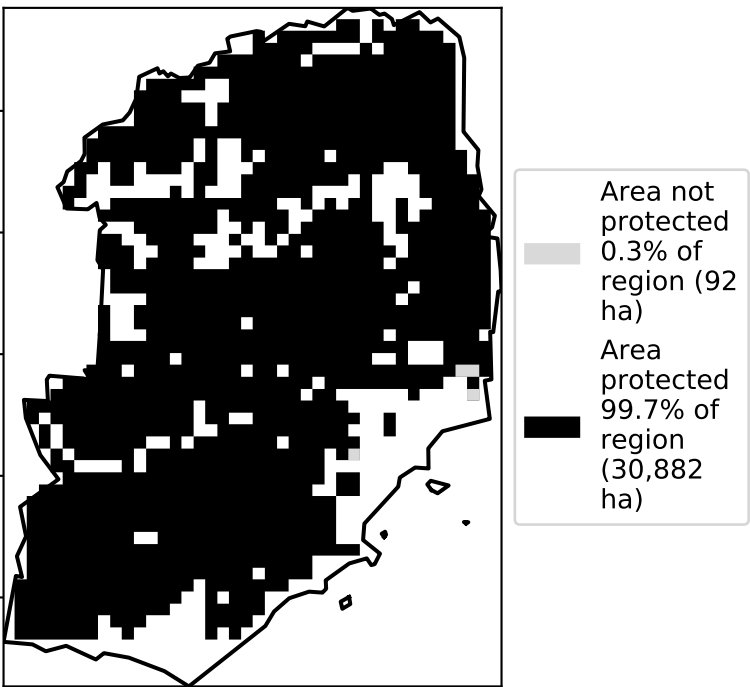 Area not
protected
0.3% of
region (92
ha)
Area
protected
99.7% of
region
(30,882
ha)